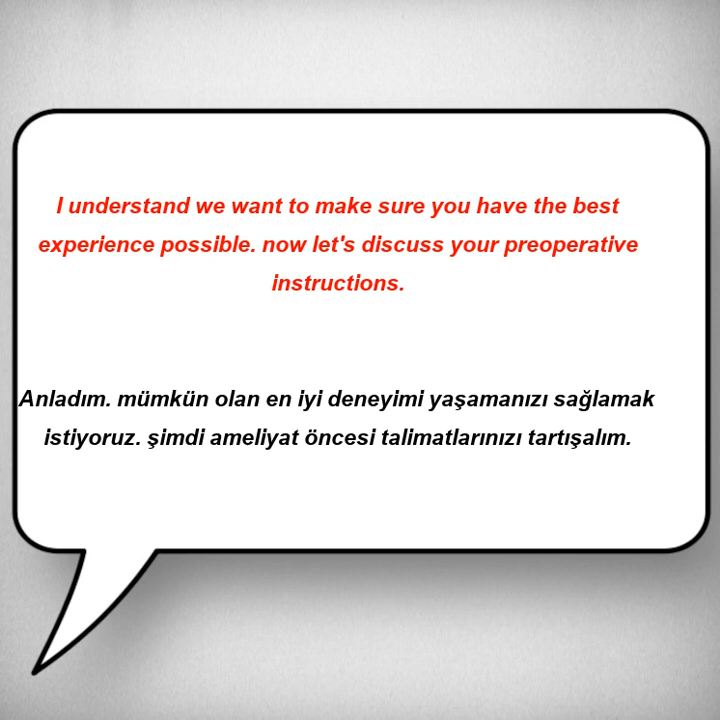 I understand we want to make sure you have the best
experience possible. now let's discuss your preoperative
instructions.
Anladım. mümkün olan en iyi deneyimi yaşamanızı sağlamak
istiyoruz. şimdi ameliyat öncesi talimatlarınızı tartışalım.